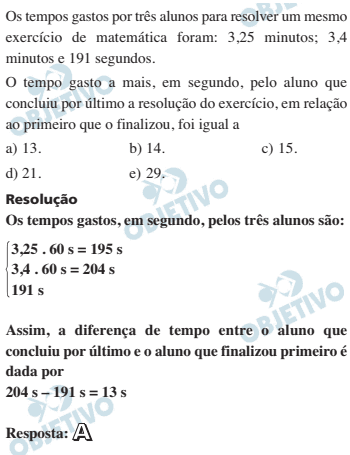 Os tempos gastos por três alunos para resolver um mesmo
exercício de matemática foram: 3,25 minutos; 3,4
minutos e 191 segundos.
O tempo gasto a mais, em segundo, pelo aluno que
concluiu por último a resolução do exercício, em relação
ao primeiro que o finalizou, foi igual a
a) 13. b) 14. c) 15.
d) 21. e) 29.
Resolução
Os tempos gastos, em segundo, pelos três alunos são:
3,25 . 60 s = 195 s
3,4 . 60 s = 204 s
191 s
Assim, a diferença de tempo entre o aluno que
concluiu por último e o aluno que finalizou primeiro é
dada por
204 s – 191 s = 13 s
Resposta: A
OBJETIVO
OBJETIVO
OBJETIVO
OBJETIVO